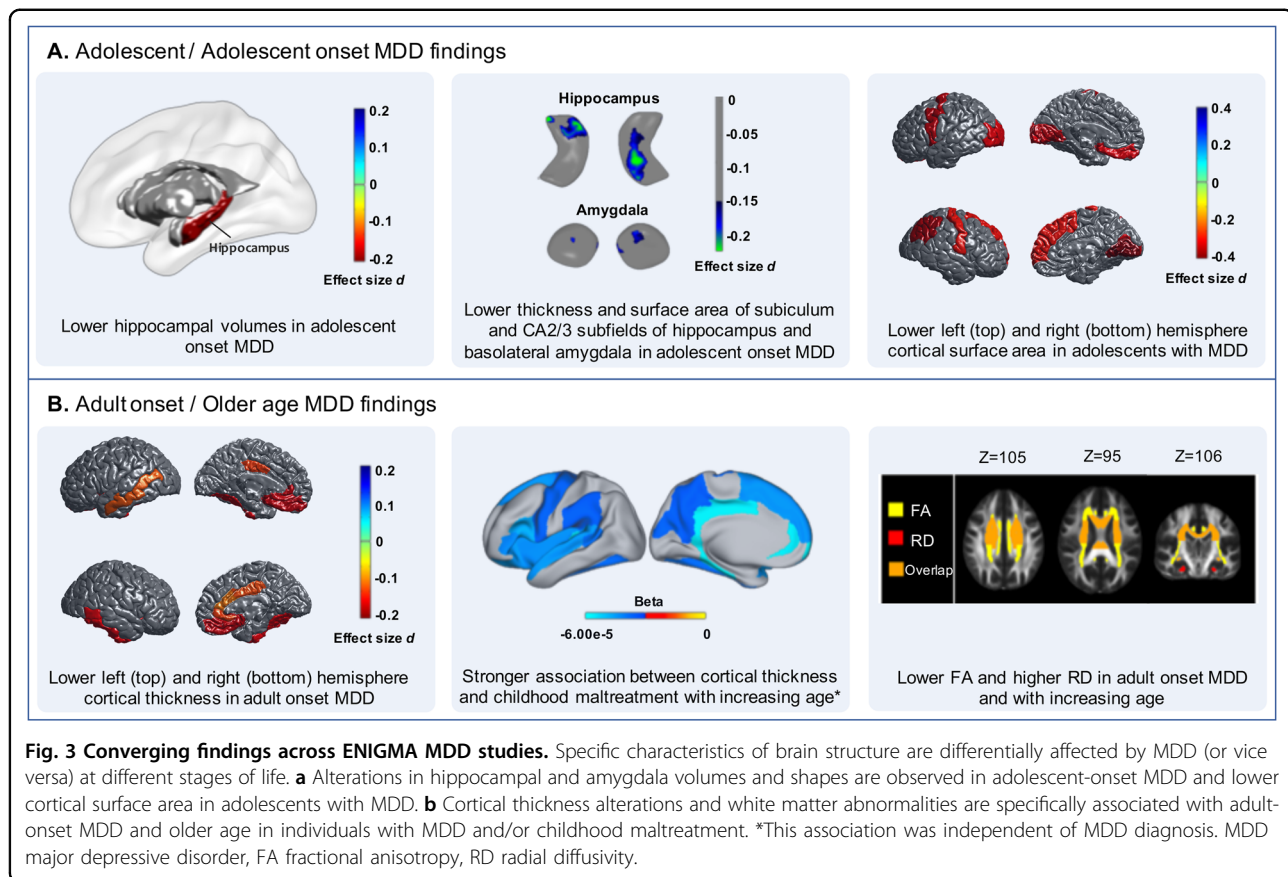 A. Adolescent / Adolescent onset MDD findings
0.2
0.1
0
-0.1
-0.2
Effect size d
Hippocampus
Lower hippocampal volumes in adolescent
onset MDD
Hippocampus
Amygdala
0
-0.05
-0.1
-0.15
-0.2
Effect size d
Lower thickness and surface area of subiculum
and CA2/3 subfields of hippocampus and
basolateral amygdala in adolescent onset MDD
0.4
0.2
0
-0.2
-0.4
Effect size d
Lower left (top) and right (bottom) hemisphere
cortical surface area in adolescents with MDD
B. Adult onset / Older age MDD findings
0.2
0.1
0
-0.1
-0.2
Effect size d
Lower left (top) and right (bottom) hemisphere
cortical thickness in adult onset MDD
Beta
-6.00e-5 0
Stronger association between cortical thickness
and childhood maltreatment with increasing age*
Z=105 Z=95 Z=106
FA
RD
Overlap
Lower FA and higher RD in adult onset MDD
and with increasing age
Fig. 3 Converging findings across ENIGMA MDD studies. Specific characteristics of brain structure are differentially affected by MDD (or vice
versa) at different stages of life. a Alterations in hippocampal and amygdala volumes and shapes are observed in adolescent-onset MDD and lower
cortical surface area in adolescents with MDD. b Cortical thickness alterations and white matter abnormalities are specifically associated with adult-
onset MDD and older age in individuals with MDD and/or childhood maltreatment. *This association was independent of MDD diagnosis. MDD
major depressive disorder, FA fractional anisotropy, RD radial diffusivity.